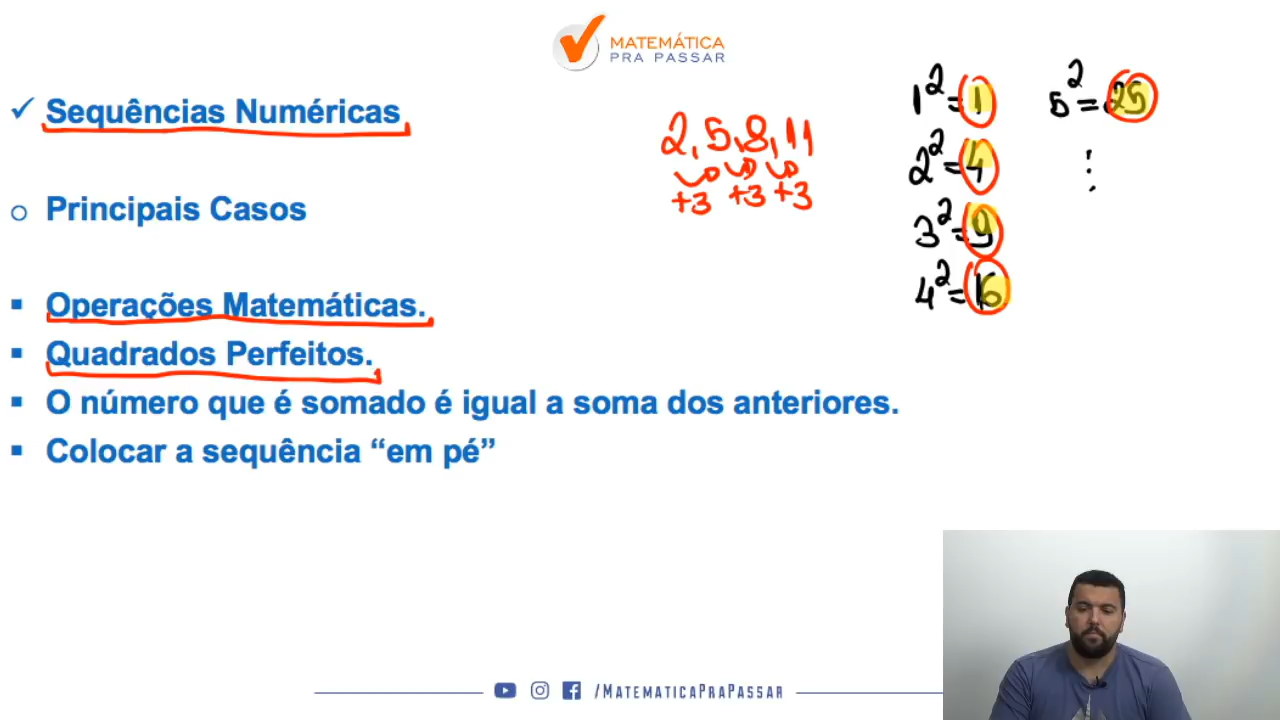 MATEMÁTICA
PRA PASSAR
✓ Sequências Numéricas
○ Principais Casos
▪ Operações Matemáticas.
▪ Quadrados Perfeitos.
▪ O número que é somado é igual a soma dos anteriores.
▪ Colocar a sequência “em pé”
2, 5, 8, 11
+3 +3 +3
1² = 1
2² = 4
3² = 9
4² = 16
5² = 25
⋮
/MATEMATICAPRAPASSAR